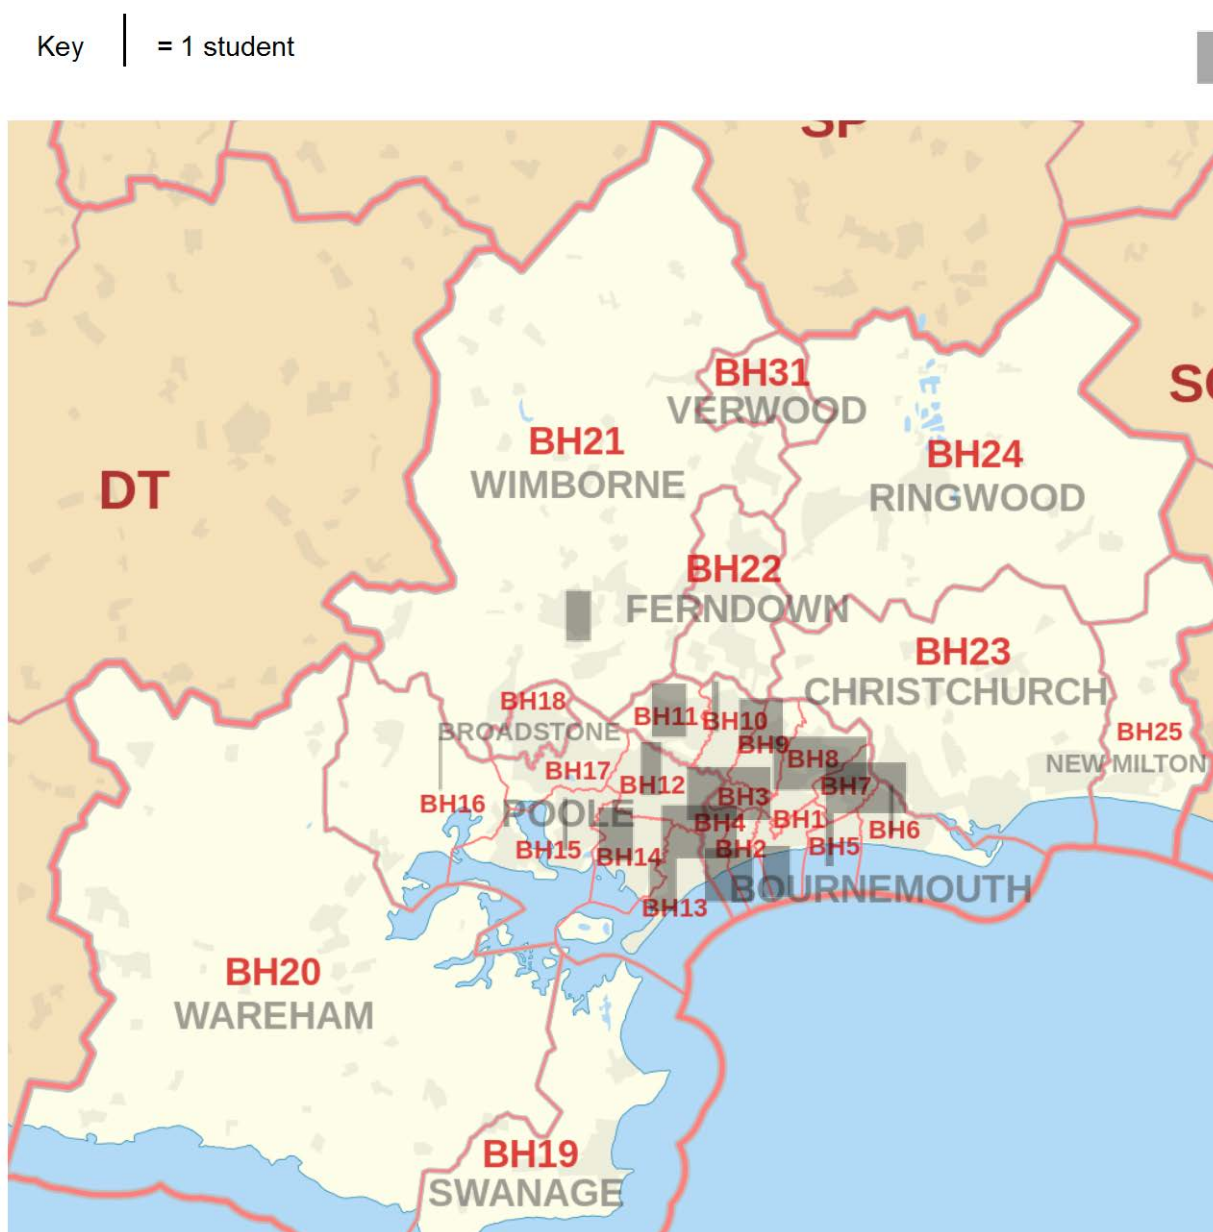 Key | = 1 student
SP
BH31
VERWOOD
BH21
WIMBORNE
BH24
RINGWOOD
DT
BH22
FERNDOWN
BH23
CHRISTCHURCH
BH18
BROADSTONE
BH11
BH10
BH9
BH8
BH25
NEW MILTON
BH17
BH12
BH7
BH16
POOLE
BH3
BH4
BH1
BH6
BH15
BH14
BH2
BH5
BOURNEMOUTH
BH13
BH20
WAREHAM
BH19
SWANAGE